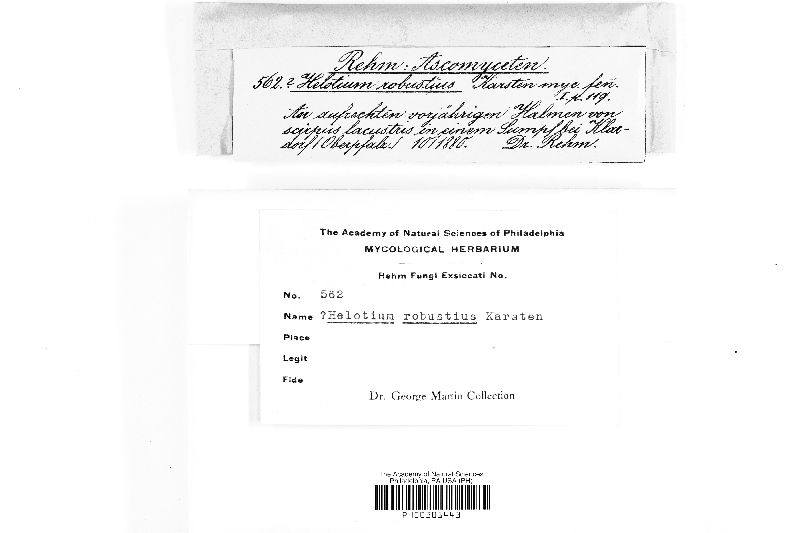 Rehm: Ascomyceten.
562. ? Helotium robustius Karsten myc. fen.
I. p. 119.
An aufrechten vorjährigen Halmen von
scirpus lacustris in einem Sumpf bei Klar-
dorf (Oberpfalz.) 10/1880. Dr. Rehm.
The Academy of Natural Sciences of Philadelphia
MYCOLOGICAL HERBARIUM
Rehm Fungi Exsiccati No.
No. 562
Name ?Helotium robustius Karsten
Place
Legit
Fide
Dr. George Martin Collection
The Academy of Natural Sciences
Philadelphia, PA USA (PH)